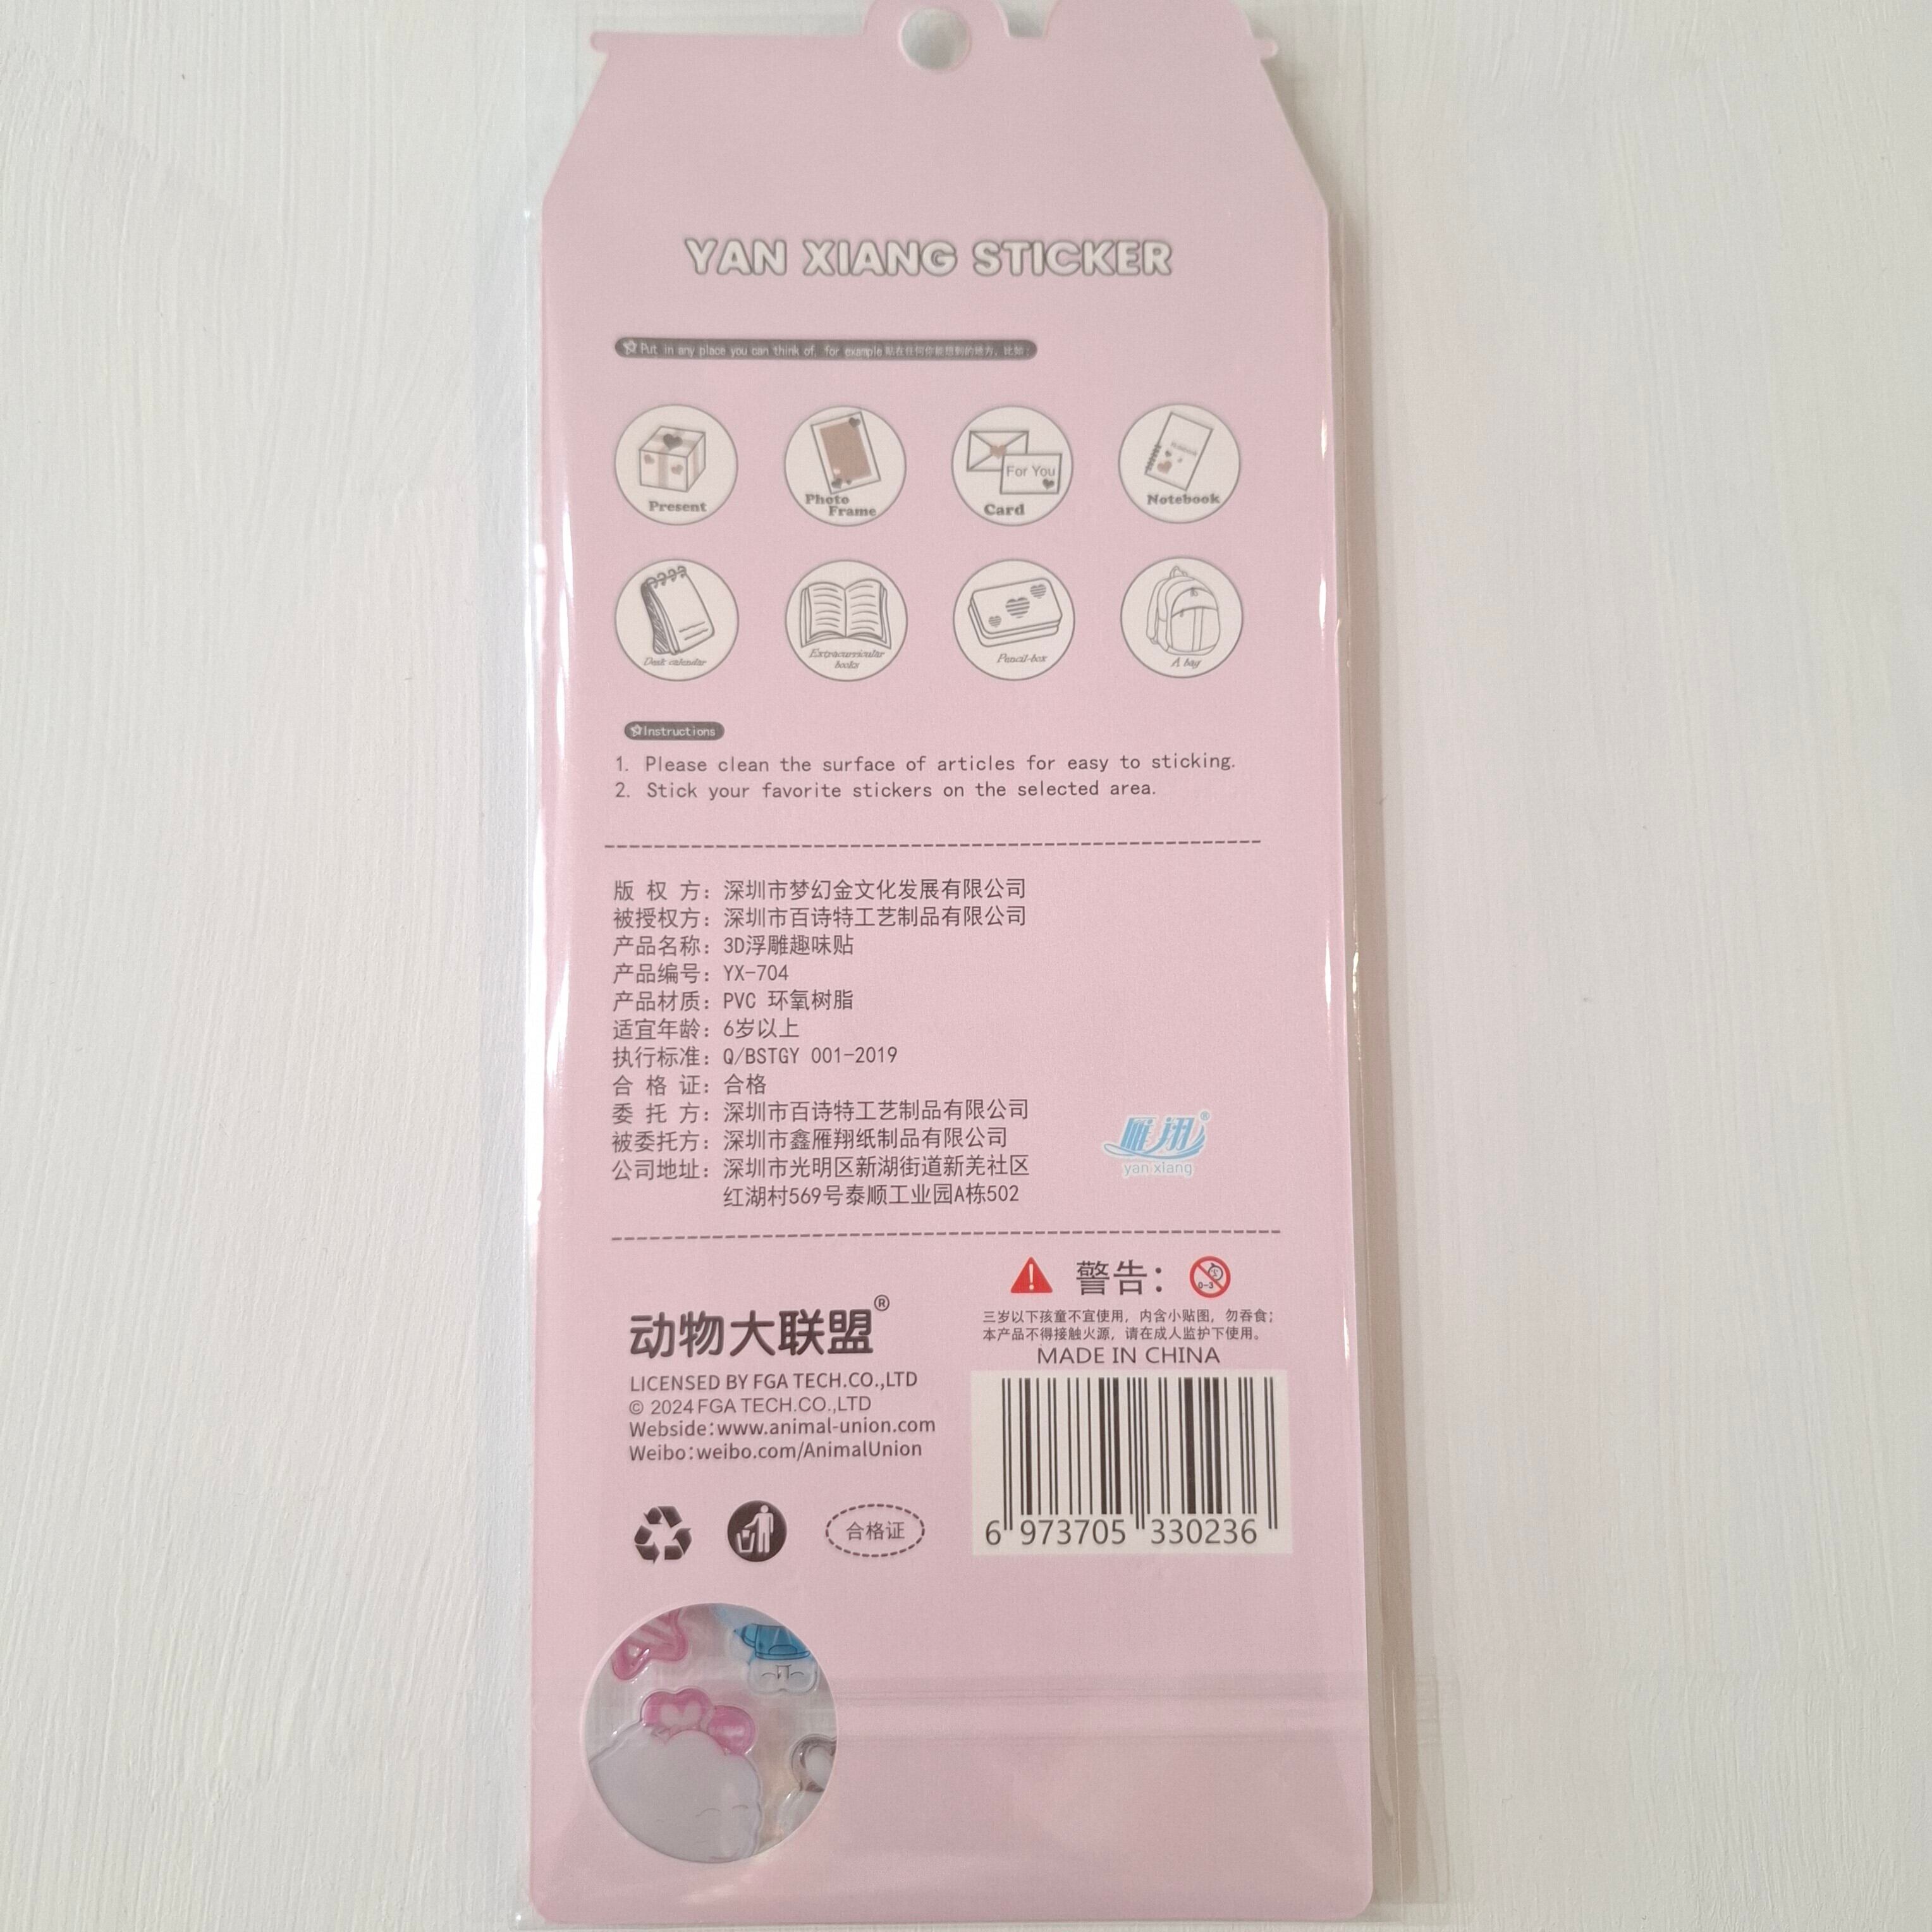 YAN XIANG STICKER
Put in any place you can think of, for example 贴在任何你能想到的地方，比如：
Present
Photo
Frame
For You
Card
Notebook
Desk calendar
Extracurricular
books
Pencil-box
A bag
Instructions
1. Please clean the surface of articles for easy to sticking.
2. Stick your favorite stickers on the selected area.
版 权 方：深圳市梦幻金文化发展有限公司
被授权方：深圳市百诗特工艺制品有限公司
产品名称：3D浮雕趣味贴
产品编号：YX-704
产品材质：PVC 环氧树脂
适宜年龄：6岁以上
执行标准：Q/BSTGY 001-2019
合 格 证：合格
委 托 方：深圳市百诗特工艺制品有限公司
被委托方：深圳市鑫雁翔纸制品有限公司
公司地址：深圳市光明区新湖街道新羌社区
红湖村569号泰顺工业园A栋502
雁翔®
yan xiang
警告：
0-3
三岁以下孩童不宜使用，内含小贴图，勿吞食；
本产品不得接触火源，请在成人监护下使用。
MADE IN CHINA
动物大联盟®
LICENSED BY FGA TECH.CO.,LTD
© 2024 FGA TECH.CO.,LTD
Webside:www.animal-union.com
Weibo:weibo.com/AnimalUnion
合格证
6 973705 330236